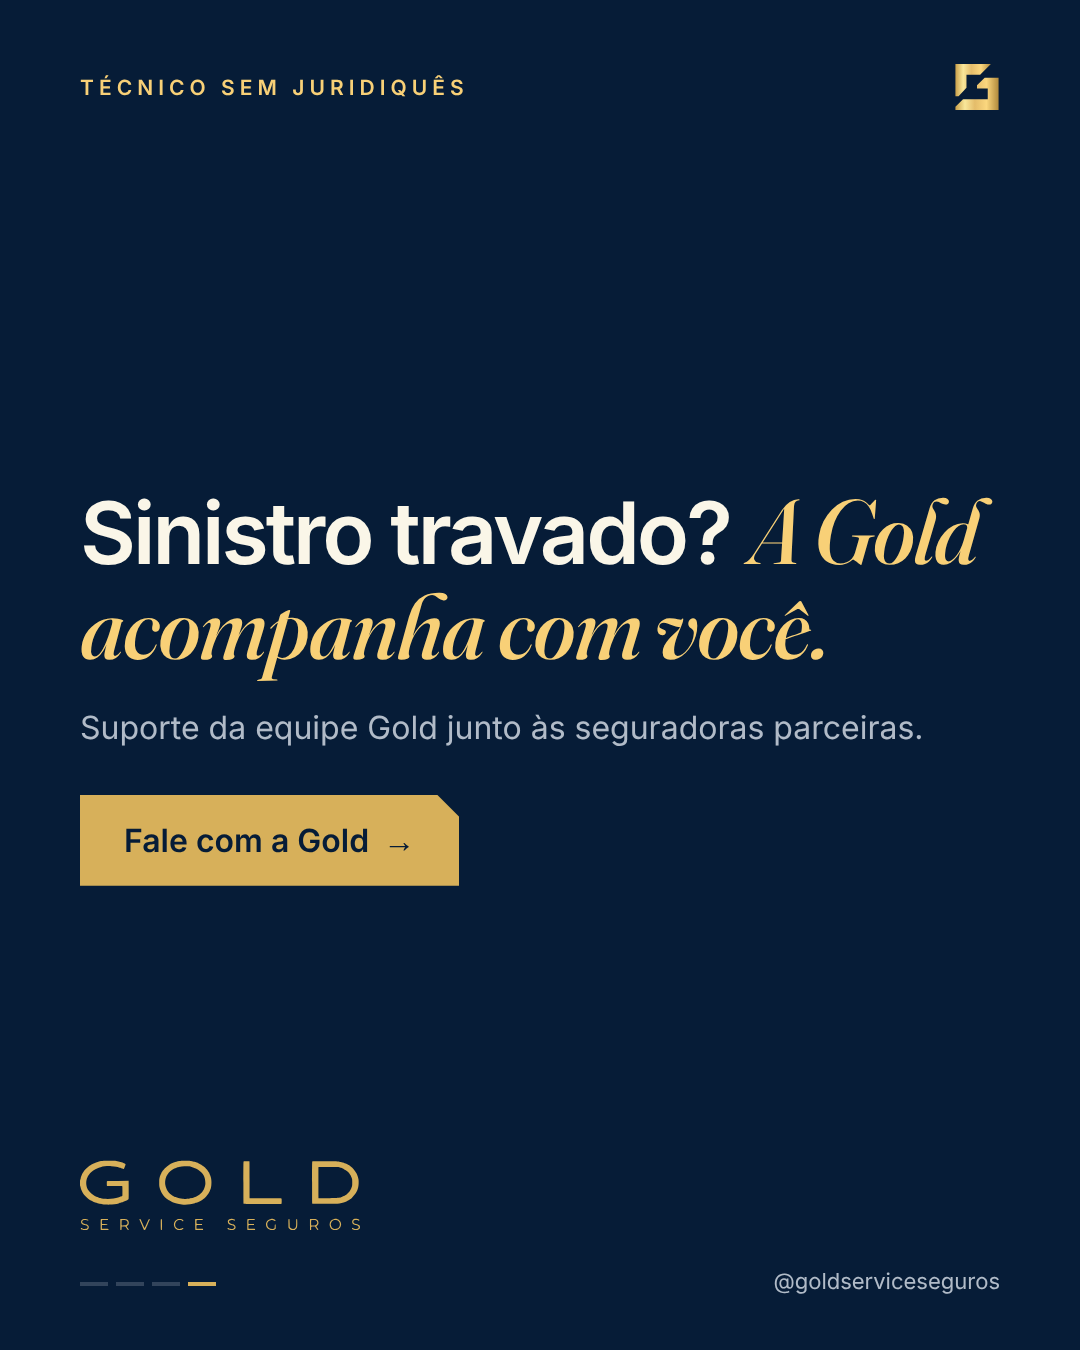 TÉCNICO SEM JURIDIQUÊS
Sinistro travado? A Gold
acompanha com você.
Suporte da equipe Gold junto às seguradoras parceiras.
Fale com a Gold →
GOLD
SERVICE SEGUROS
@goldserviceseguros